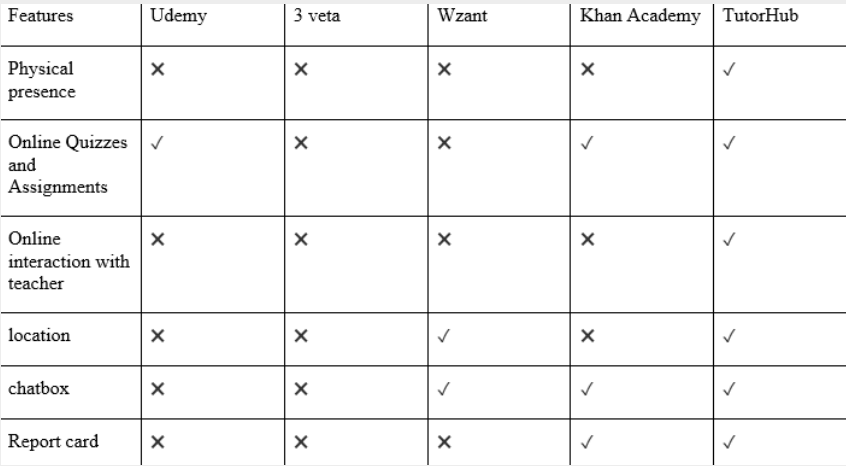 Features Udemy 3 veta Wzant Khan Academy TutorHub
Physical
presence ✕ ✕ ✕ ✕ ✓
Online Quizzes
and
Assignments ✓ ✕ ✕ ✓ ✓
Online
interaction with
teacher ✕ ✕ ✕ ✕ ✓
location ✕ ✕ ✓ ✕ ✓
chatbox ✕ ✕ ✓ ✓ ✓
Report card ✕ ✕ ✕ ✓ ✓